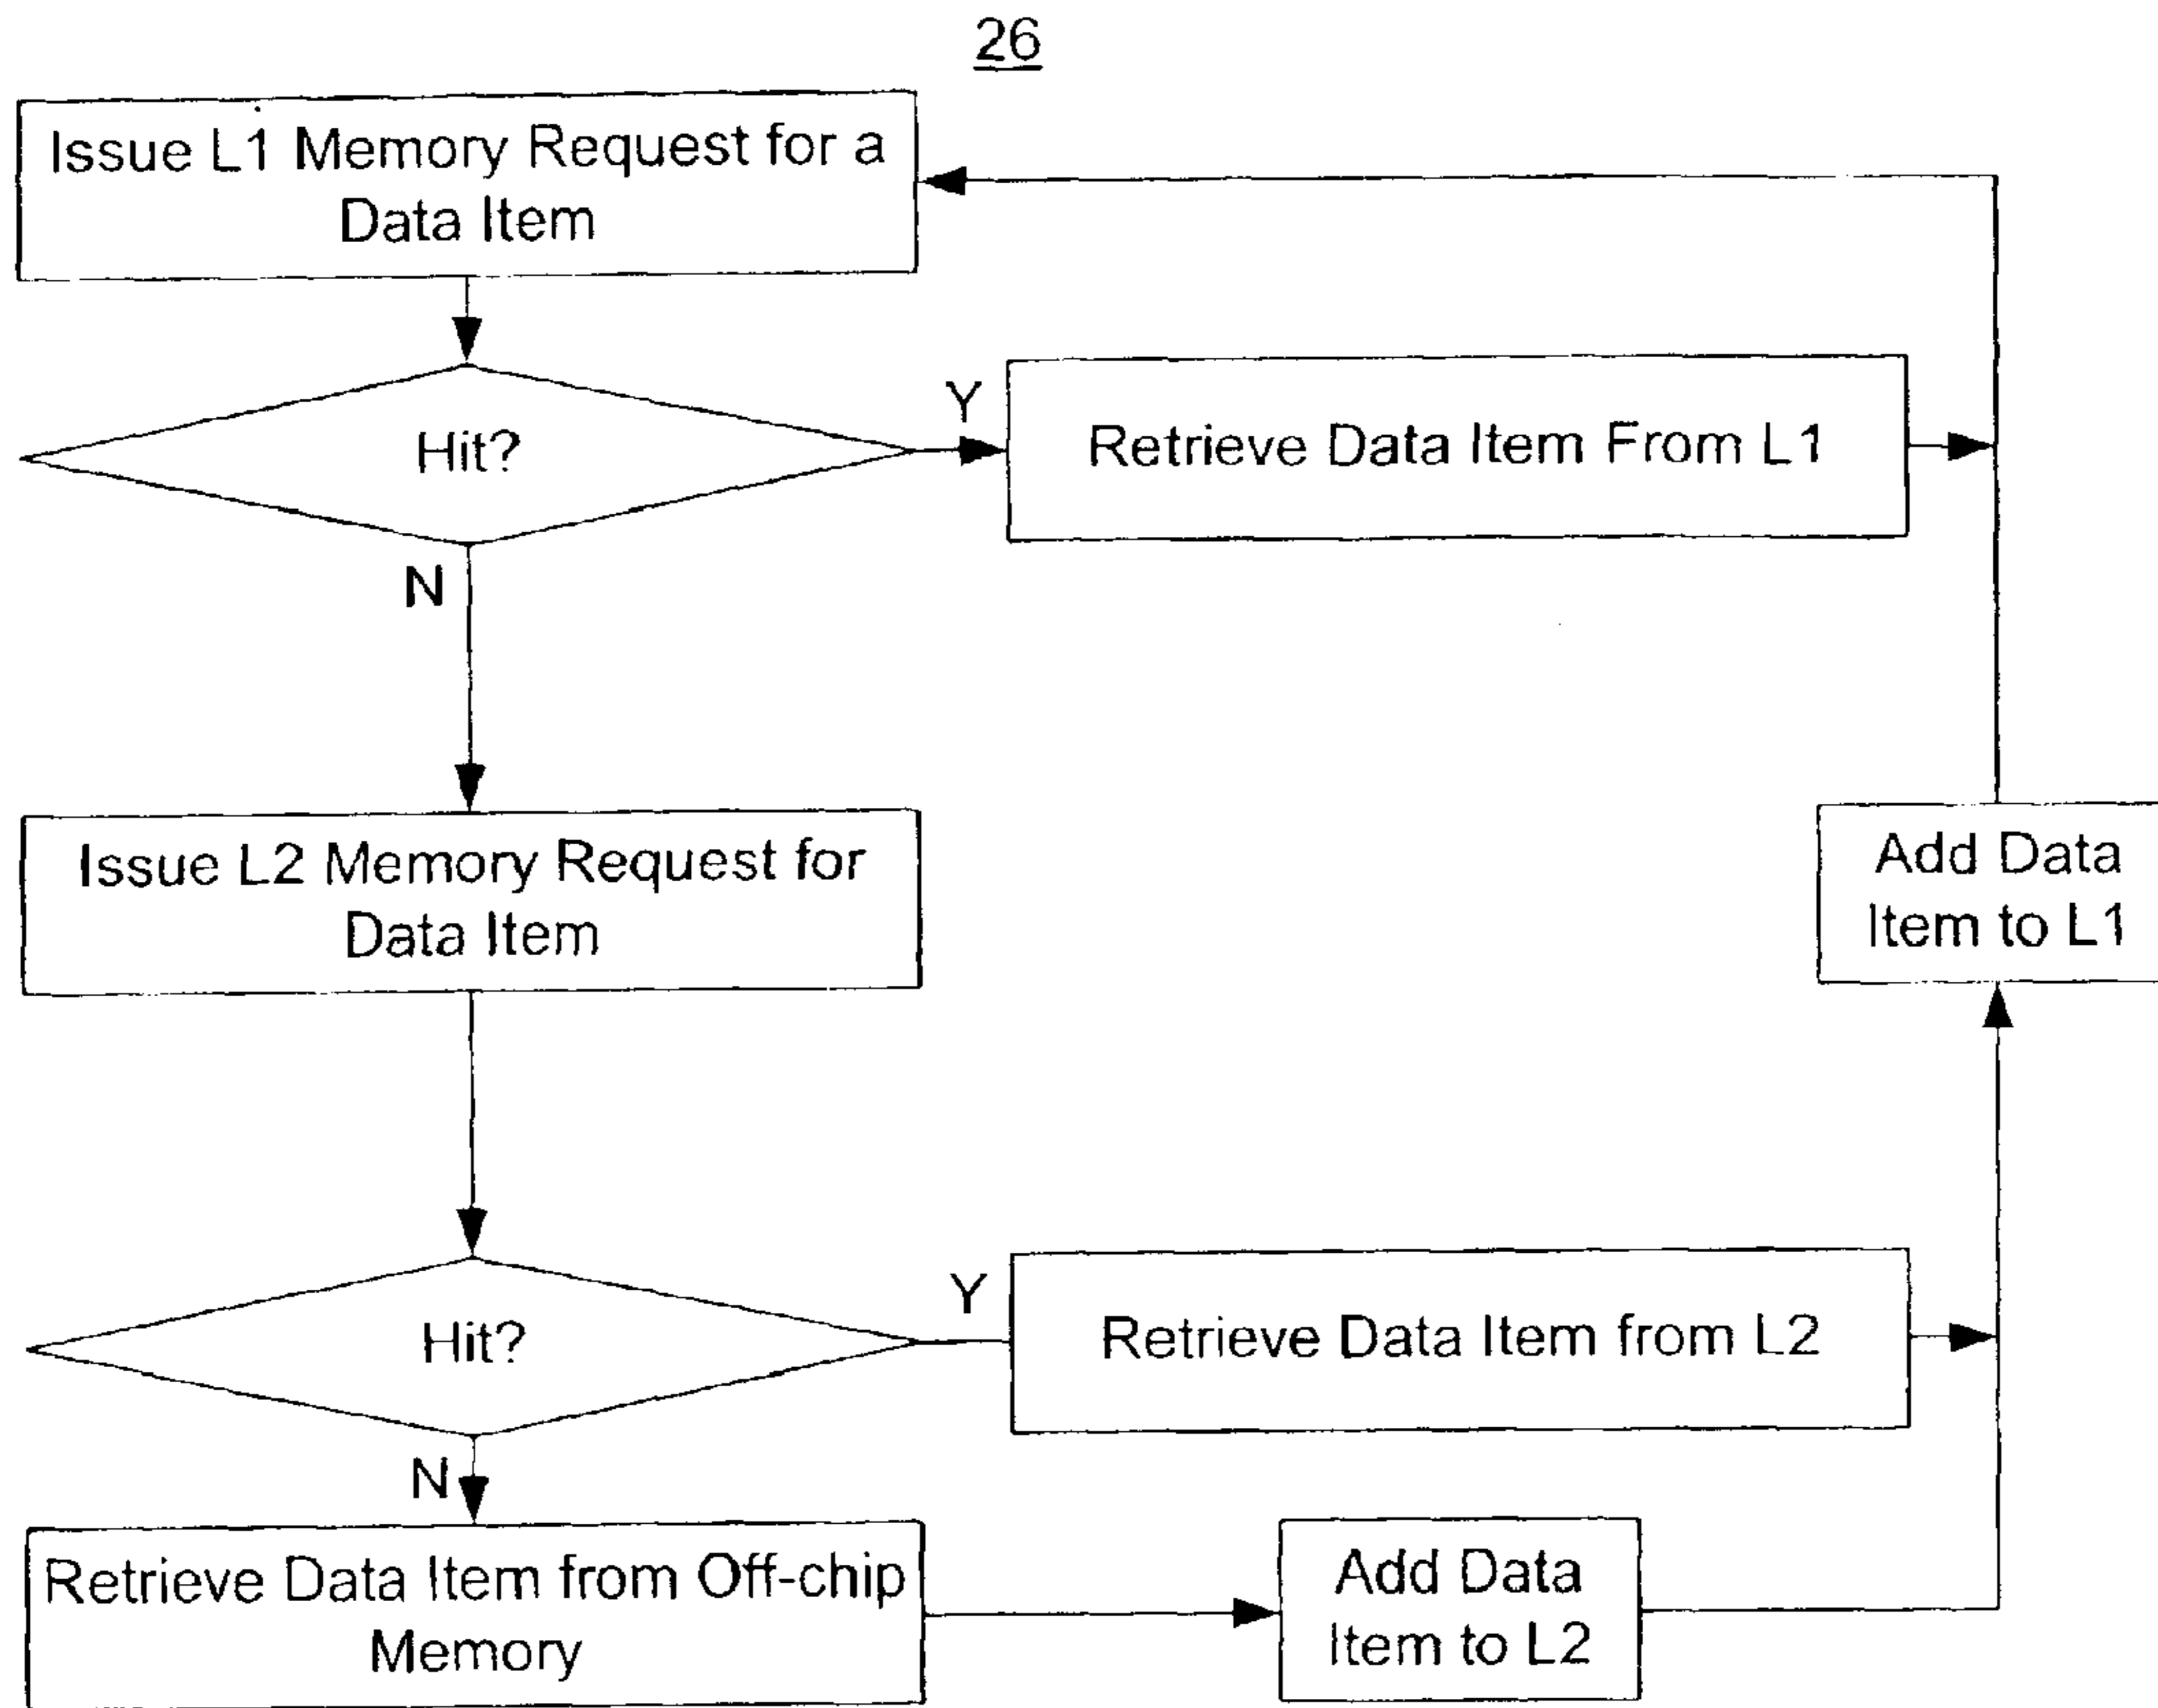 26
Issue L1 Memory Request for a
Data Item
Hit?
Y
Retrieve Data Item From L1
N
Issue L2 Memory Request for
Data Item
Add Data
Item to L1
Hit?
Y
Retrieve Data Item from L2
N
Retrieve Data Item from Off-chip
Memory
Add Data
Item to L2